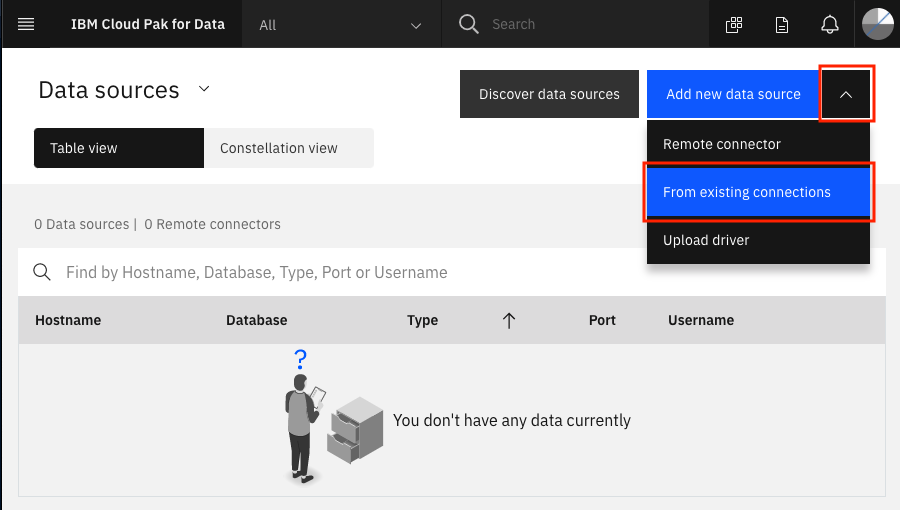 IBM Cloud Pak for Data
All
Search
Data sources
Discover data sources
Add new data source
Table view
Constellation view
Remote connector
From existing connections
Upload driver
0 Data sources | 0 Remote connectors
Find by Hostname, Database, Type, Port or Username
Hostname Database Type Port Username
?
You don't have any data currently